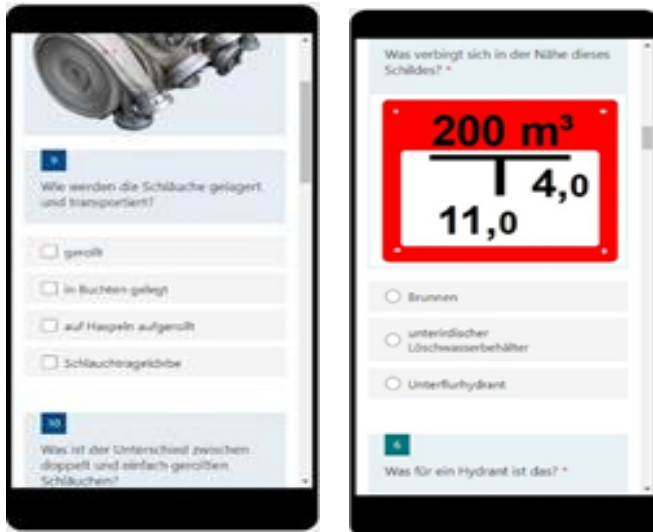 9
Wie werden die Schläuche gelagert
und transportiert?
gerollt
in Buchten gelegt
auf Haspeln aufgerollt
Schlauchtragekörbe
10
Was ist der Unterschied zwischen
doppelt und einfach gerollten
Schläuchen?
Was verbirgt sich in der Nähe dieses
Schildes? *
200 m³
4,0
11,0
Brunnen
unterirdischer
Löschwasserbehälter
Unterflurhydrant
6
Was für ein Hydrant ist das? *